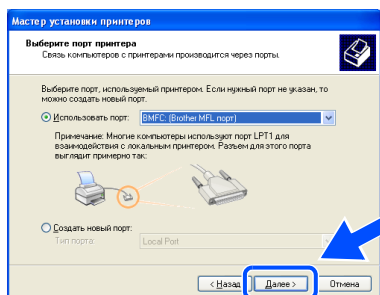 Мастер установки принтеров
Выберите порт принтера
Связь компьютеров с принтерами производится через порты.
Выберите порт, используемый принтером. Если нужный порт не указан, то
можно создать новый порт.
Использовать порт: BMFC: (Brother MFL порт)
Примечание: Многие компьютеры используют порт LPT1 для
взаимодействия с локальным принтером. Разъем для этого порта
выглядит примерно так:
Создать новый порт:
Тип порта: Local Port
< Назад Далее > Отмена